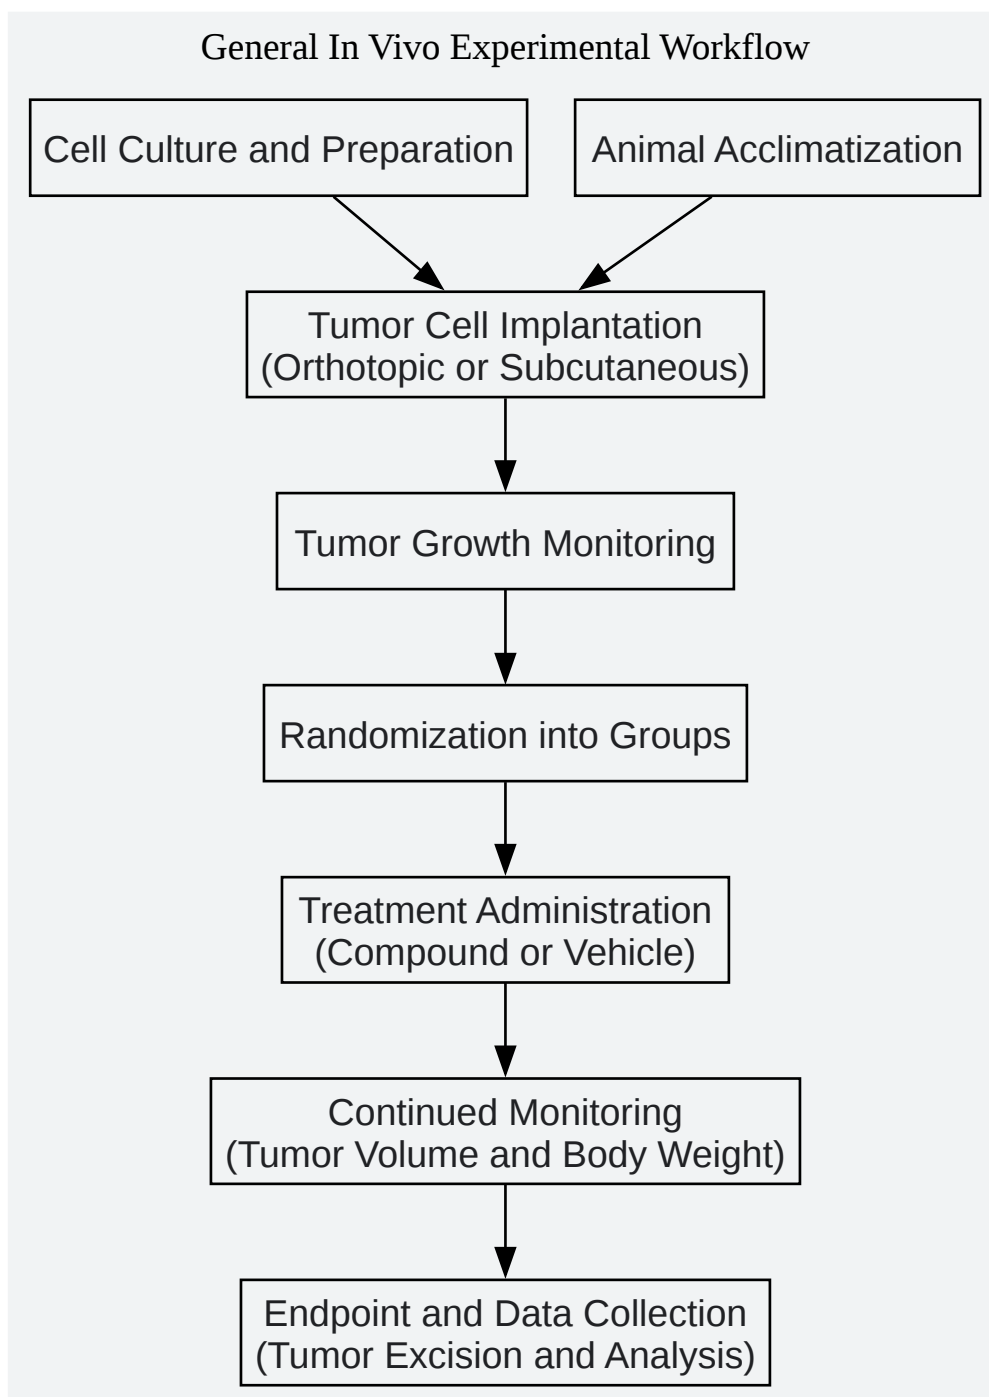 General In Vivo Experimental Workflow
Cell Culture and Preparation
Animal Acclimatization
Tumor Cell Implantation
(Orthotopic or Subcutaneous)
Tumor Growth Monitoring
Randomization into Groups
Treatment Administration
(Compound or Vehicle)
Continued Monitoring
(Tumor Volume and Body Weight)
Endpoint and Data Collection
(Tumor Excision and Analysis)